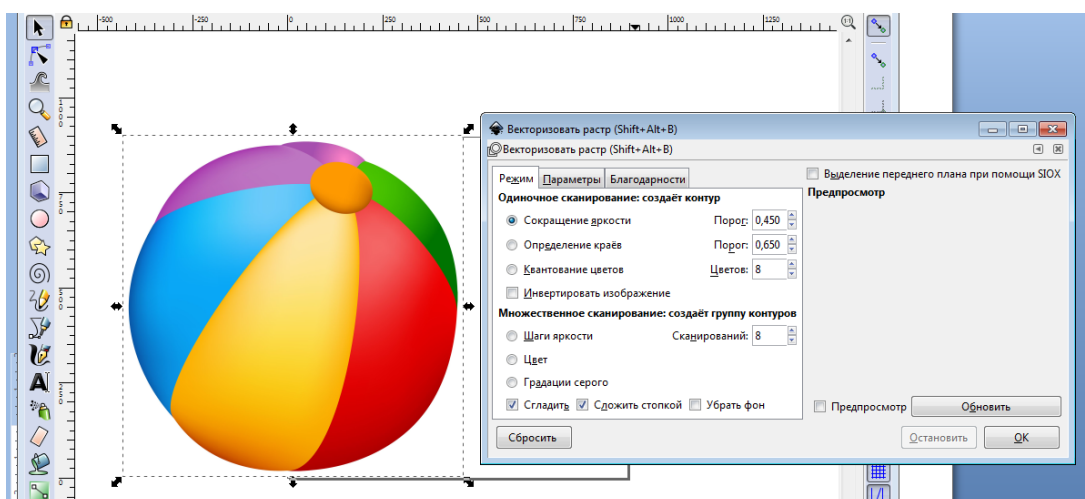 -250
0
250
500
750
1000
1250
Векторизовать растр (Shift+Alt+B)
Векторизовать растр (Shift+Alt+B)
Режим Параметры Благодарности
Выделение переднего плана при помощи SIOX
Одиночное сканирование: создаёт контур
Предпросмотр
Сокращение яркости Порог: 0,450
Определение краёв Порог: 0,650
Квантование цветов Цветов: 8
Инвертировать изображение
Множественное сканирование: создаёт группу контуров
Шаги яркости Сканирований: 8
Цвет
Градации серого
Сгладить Сложить стопкой Убрать фон
Предпросмотр Обновить
Сбросить Остановить OK